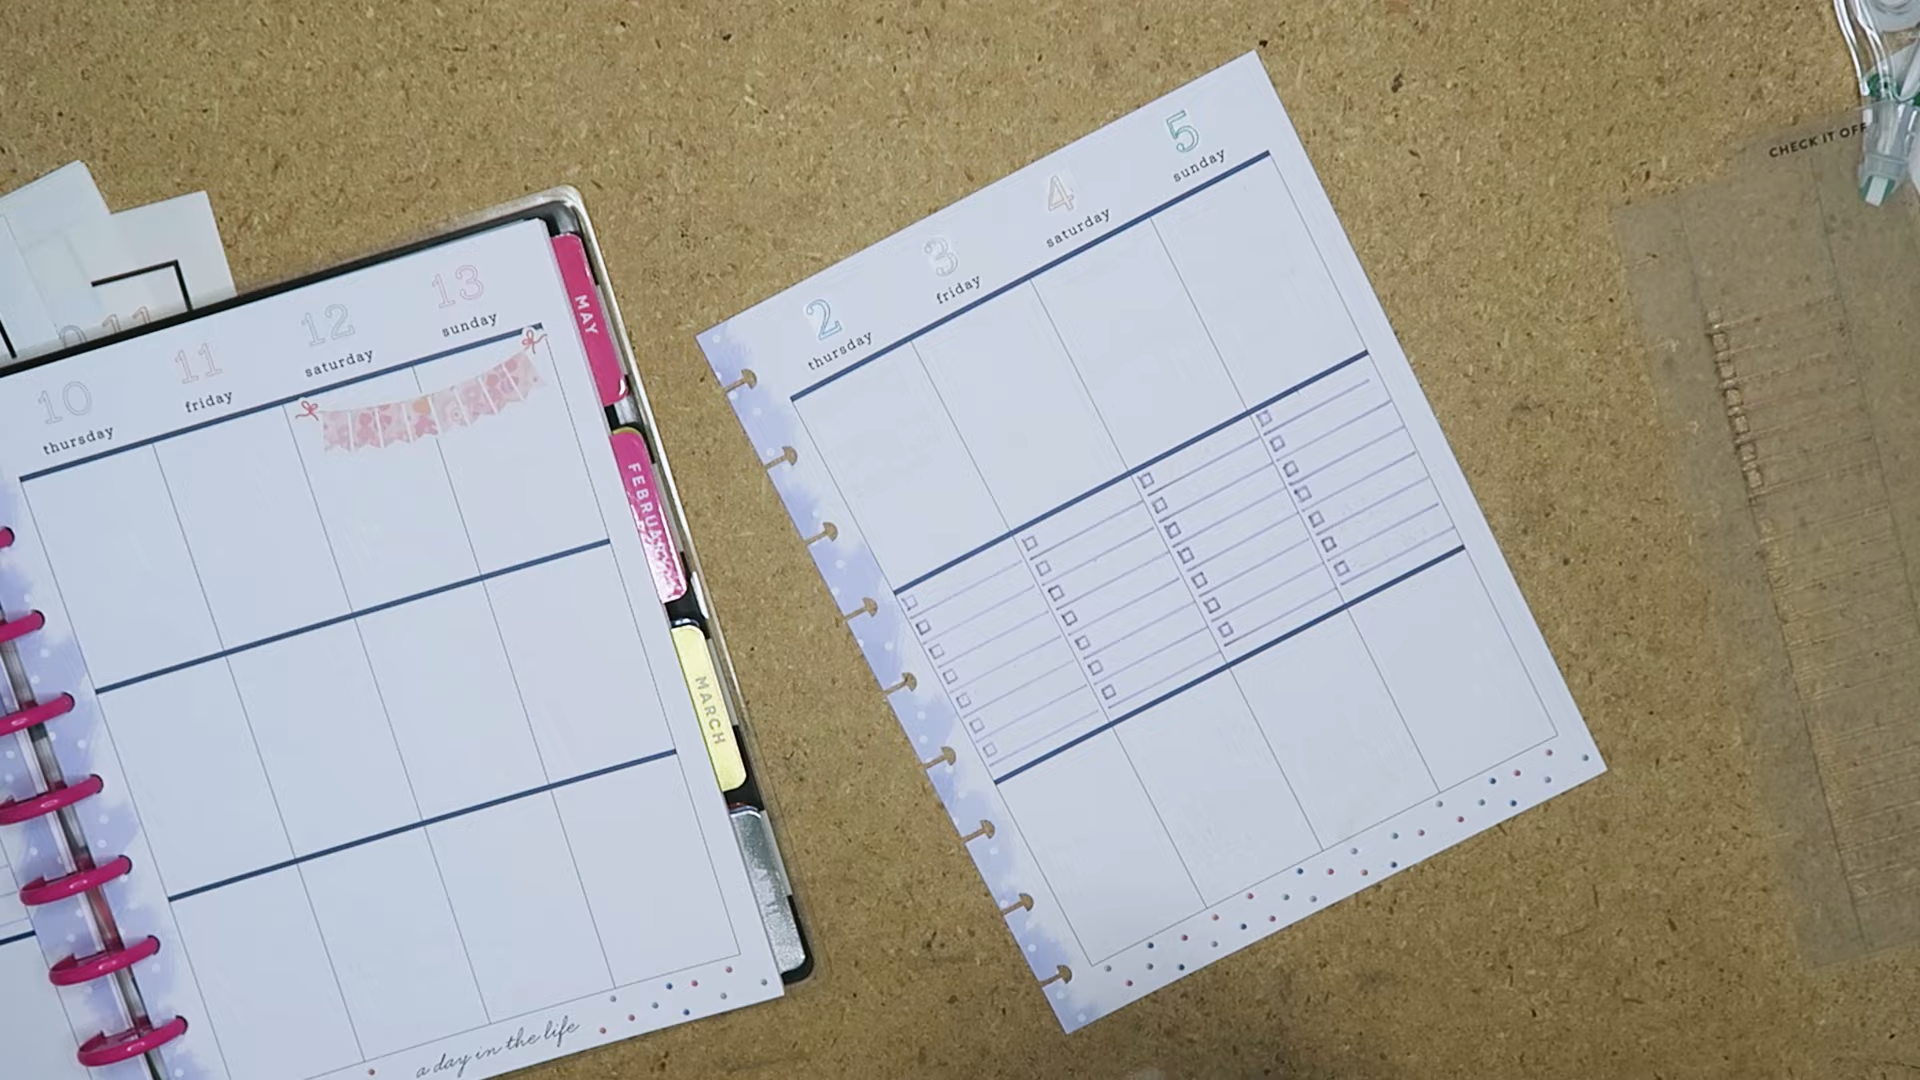 10
thursday
11
friday
12
saturday
13
sunday
MAY
MARCH
a day in the life
2
thursday
3
friday
4
saturday
5
sunday
CHECK IT OFF